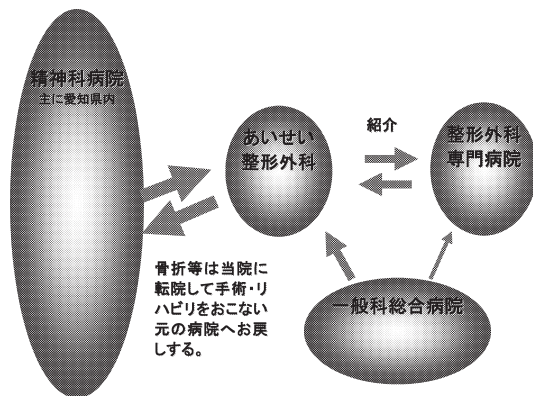 精神科病院
主に愛知県内
あいせい
整形外科
紹介
整形外科
専門病院
骨折等は当院に
転院して手術・リ
ハビリをおこない
元の病院へお戻
しする。
一般科総合病院